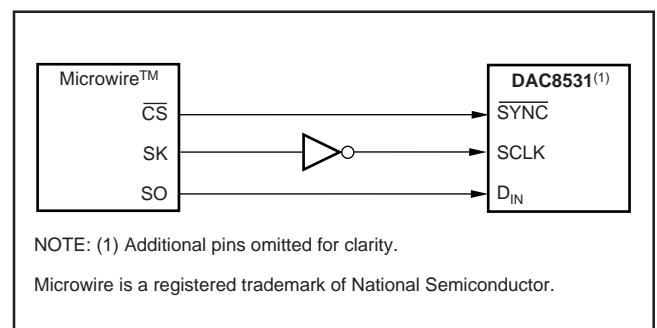 Microwire™
DAC8531(1)
CS
SYNC
SK
SCLK
SO
DIN
NOTE: (1) Additional pins omitted for clarity.
Microwire is a registered trademark of National Semiconductor.